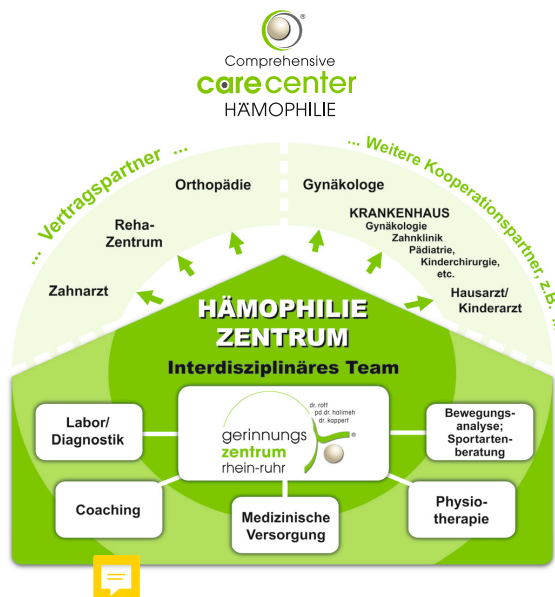 ®
Comprehensive
carecenter
HÄMOPHILIE
... Vertragspartner ...
... Weitere Kooperationspartner, z.B. ...
Orthopädie
Reha-
Zentrum
Zahnarzt
Gynäkologe
KRANKENHAUS
Gynäkologie
Zahnklinik
Pädiatrie,
Kinderchirurgie,
etc.
Hausarzt/
Kinderarzt
HÄMOPHILIE
ZENTRUM
Interdisziplinäres Team
dr. rott
pd dr. halimeh
dr. kappert
gerinnungs
zentrum
rhein-ruhr
®
Labor/
Diagnostik
Bewegungs-
analyse;
Sportarten-
beratung
Coaching
Medizinische
Versorgung
Physio-
therapie